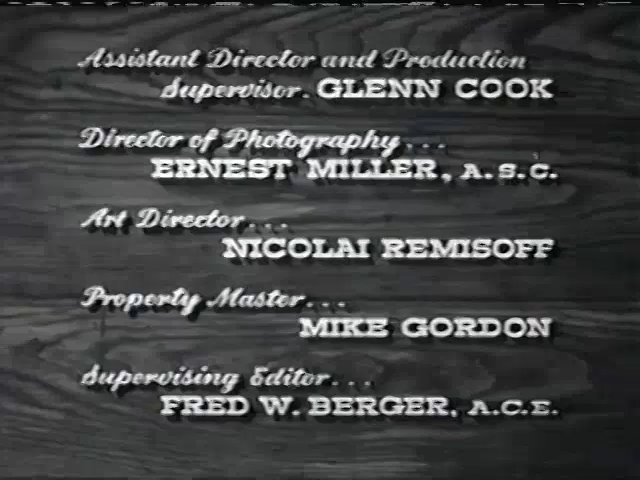 Assistant Director and Production
Supervisor. GLENN COOK
Director of Photography...
ERNEST MILLER, A.S.C.
Art Director....
NICOLAI REMISOFF
Property Master...
MIKE GORDON
Supervising Editor...
FRED W. BERGER, A.C.E.